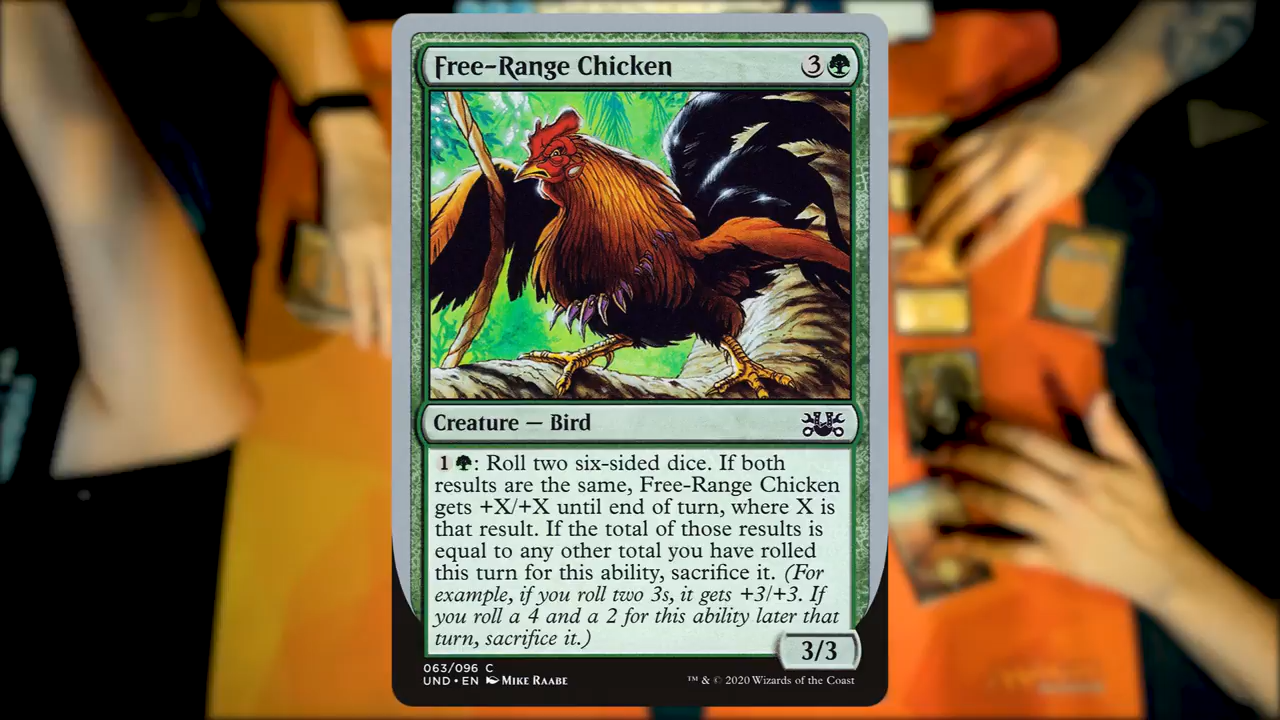 Free-Range Chicken 3
Creature — Bird
1 : Roll two six-sided dice. If both
results are the same, Free-Range Chicken
gets +X/+X until end of turn, where X is
that result. If the total of those results is
equal to any other total you have rolled
this turn for this ability, sacrifice it. (For
example, if you roll two 3s, it gets +3/+3. If
you roll a 4 and a 2 for this ability later that
turn, sacrifice it.)
3/3
063/096 C
UND • EN Mike Raabe
™ & © 2020 Wizards of the Coast